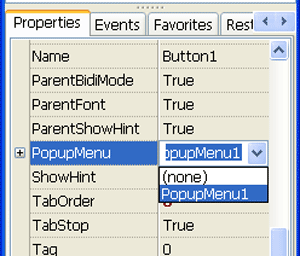 Properties Events Favorites Rest
Name Button1
ParentBidiMode True
ParentFont True
ParentShowHint True
PopupMenu opupMenu1
ShowHint (none)
TabOrder PopupMenu1
TabStop True
Tag 0